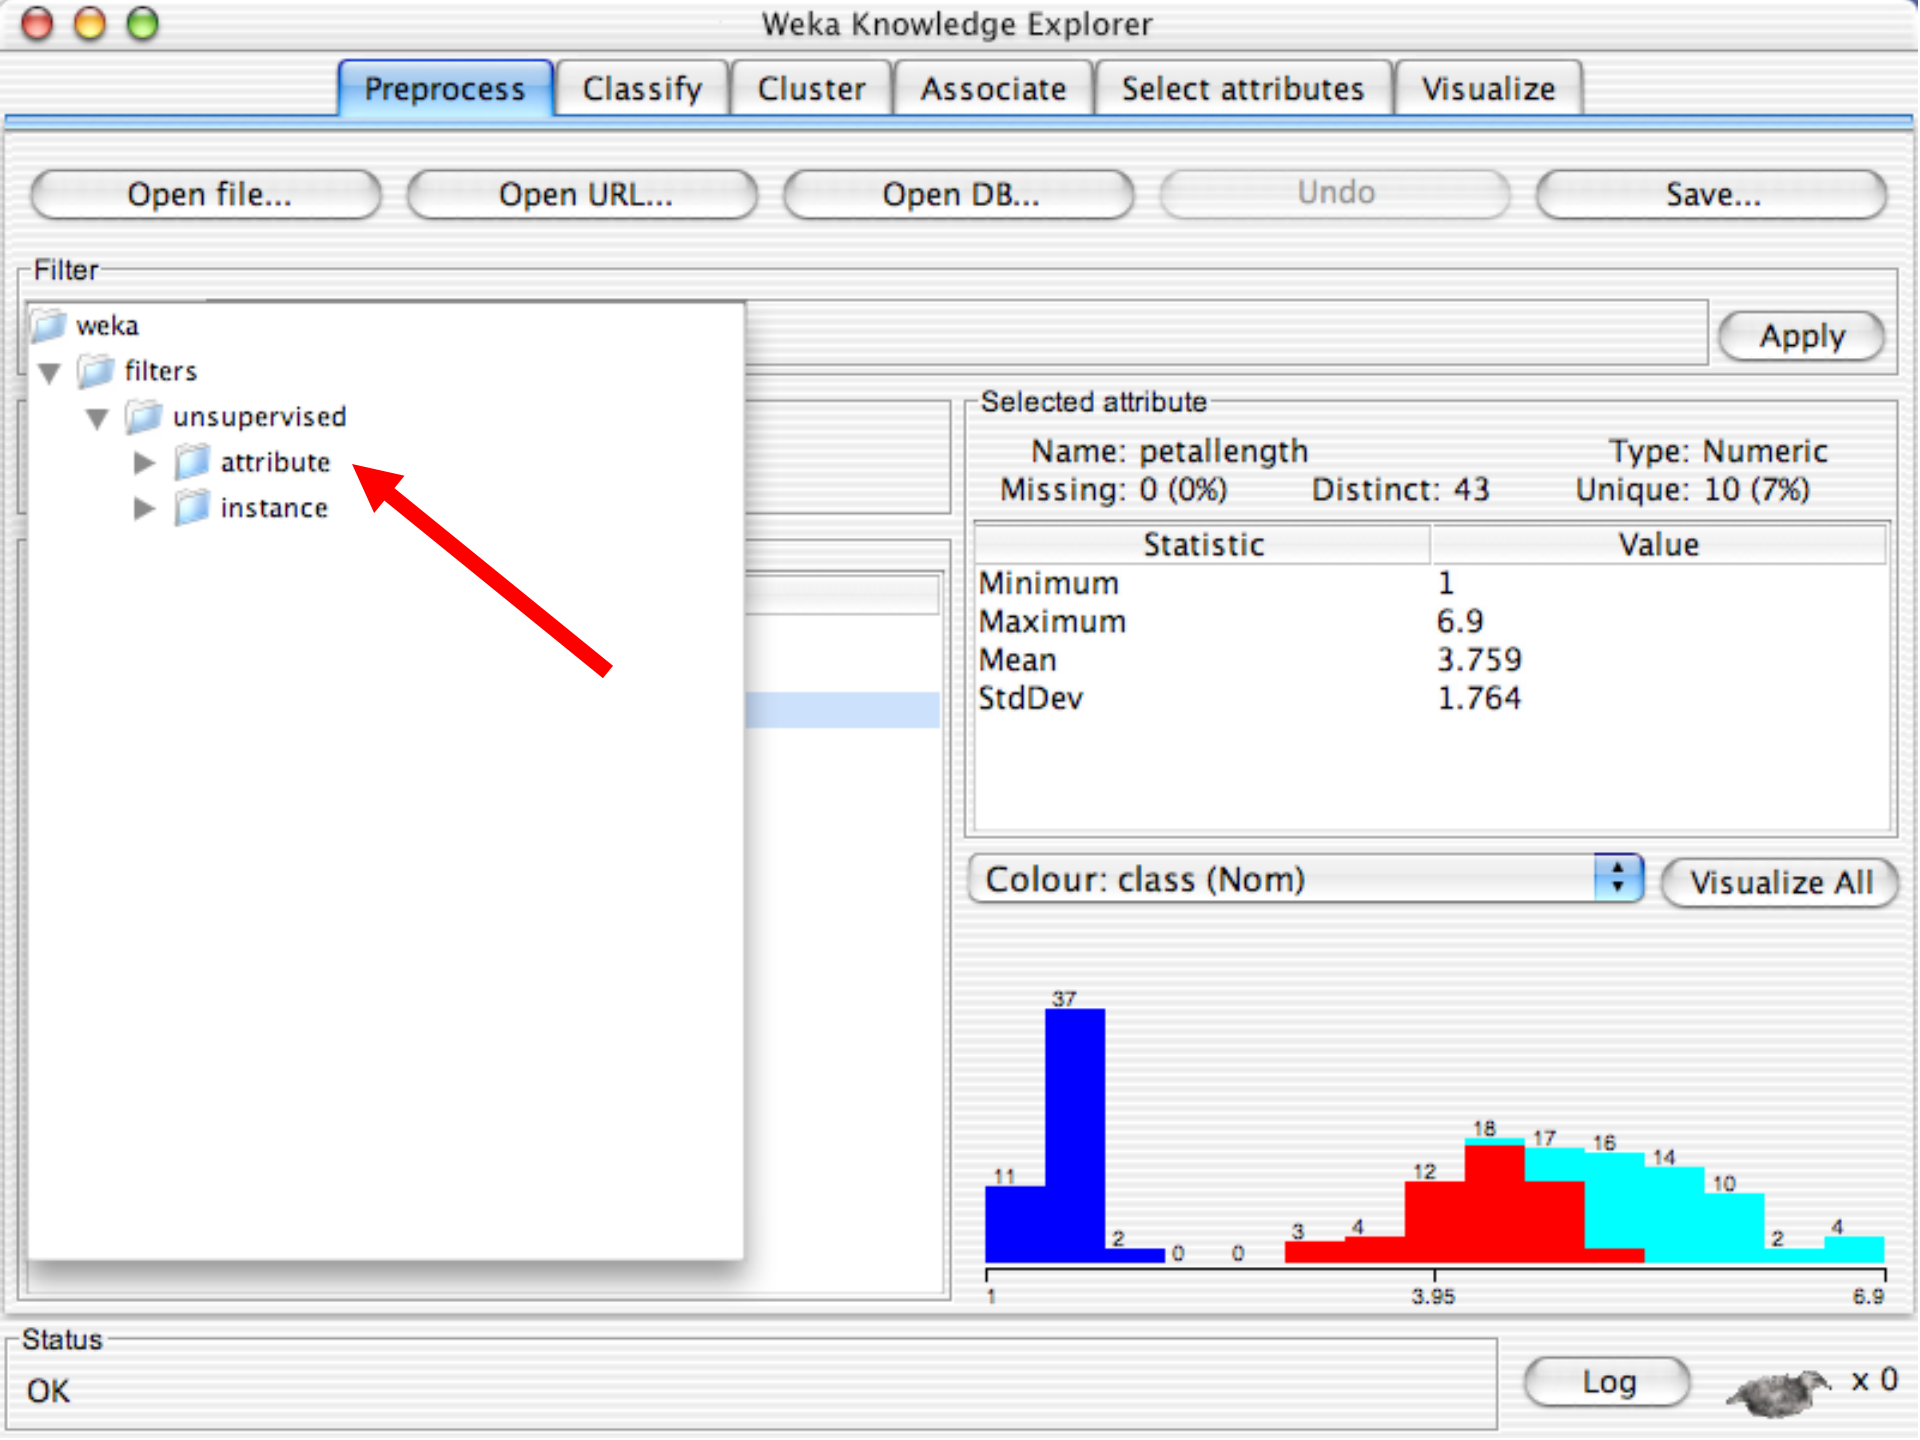 Weka Knowledge Explorer
Preprocess Classify Cluster Associate Select attributes Visualize
Open file... Open URL... Open DB... Undo Save...
Filter
weka
filters
unsupervised
attribute
instance
Apply
Selected attribute
Name: petallength Type: Numeric
Missing: 0 (0%) Distinct: 43 Unique: 10 (7%)
Statistic Value
Minimum 1
Maximum 6.9
Mean 3.759
StdDev 1.764
Colour: class (Nom) Visualize All
11 37 2 0 0 3 4 12 18 17 16 14 10 2 4
1 3.95 6.9
Status
OK
Log x 0